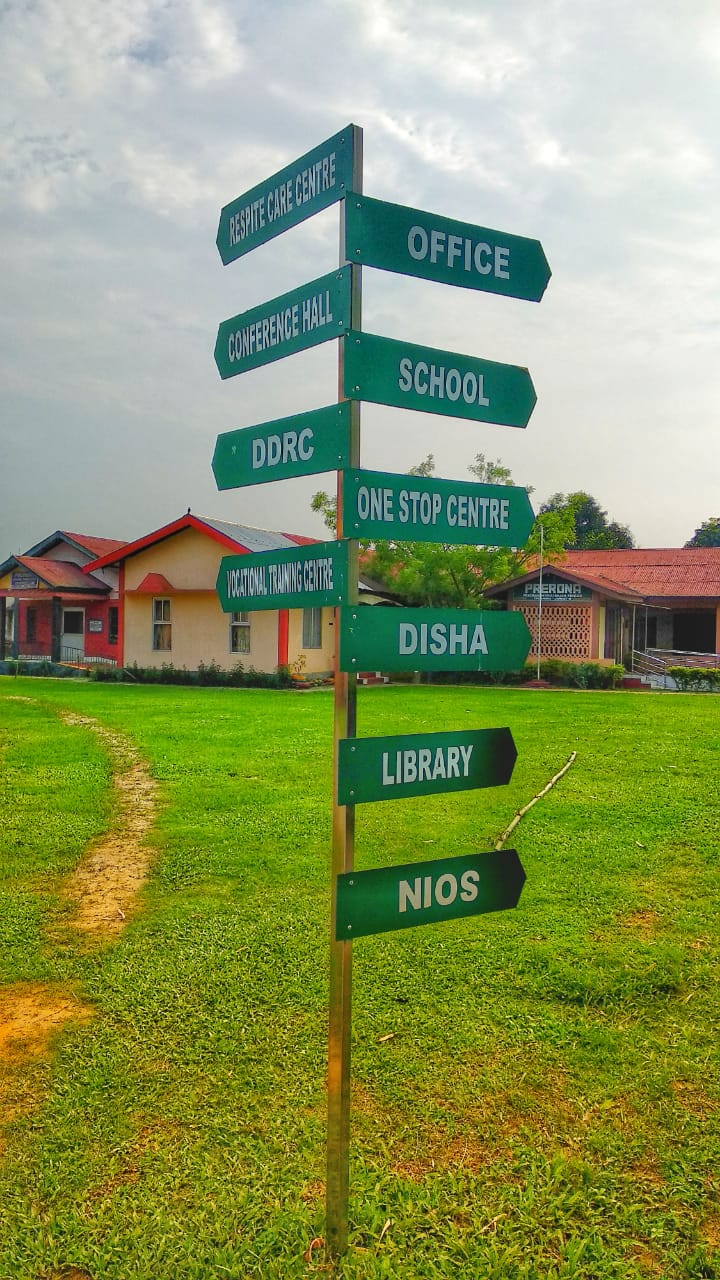 RESPITE CARE CENTRE
OFFICE
CONFERENCE HALL
SCHOOL
DDRC
ONE STOP CENTRE
VOCATIONAL TRAINING CENTRE
DISHA
LIBRARY
NIOS
PRERONA